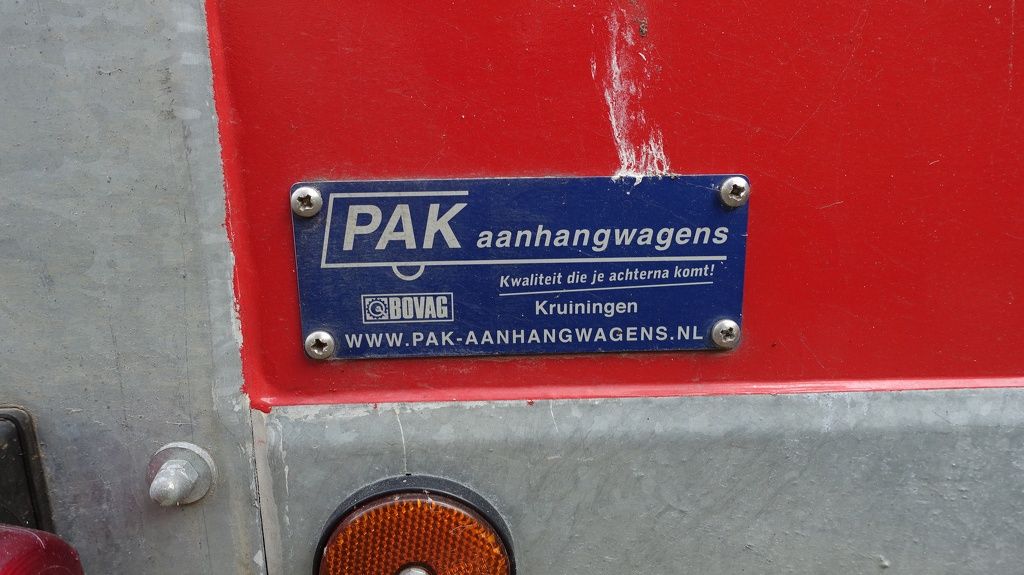 PAK aanhangwagens
Kwaliteit die je achterna komt!
BOVAG
Kruiningen
WWW.PAK-AANHANGWAGENS.NL